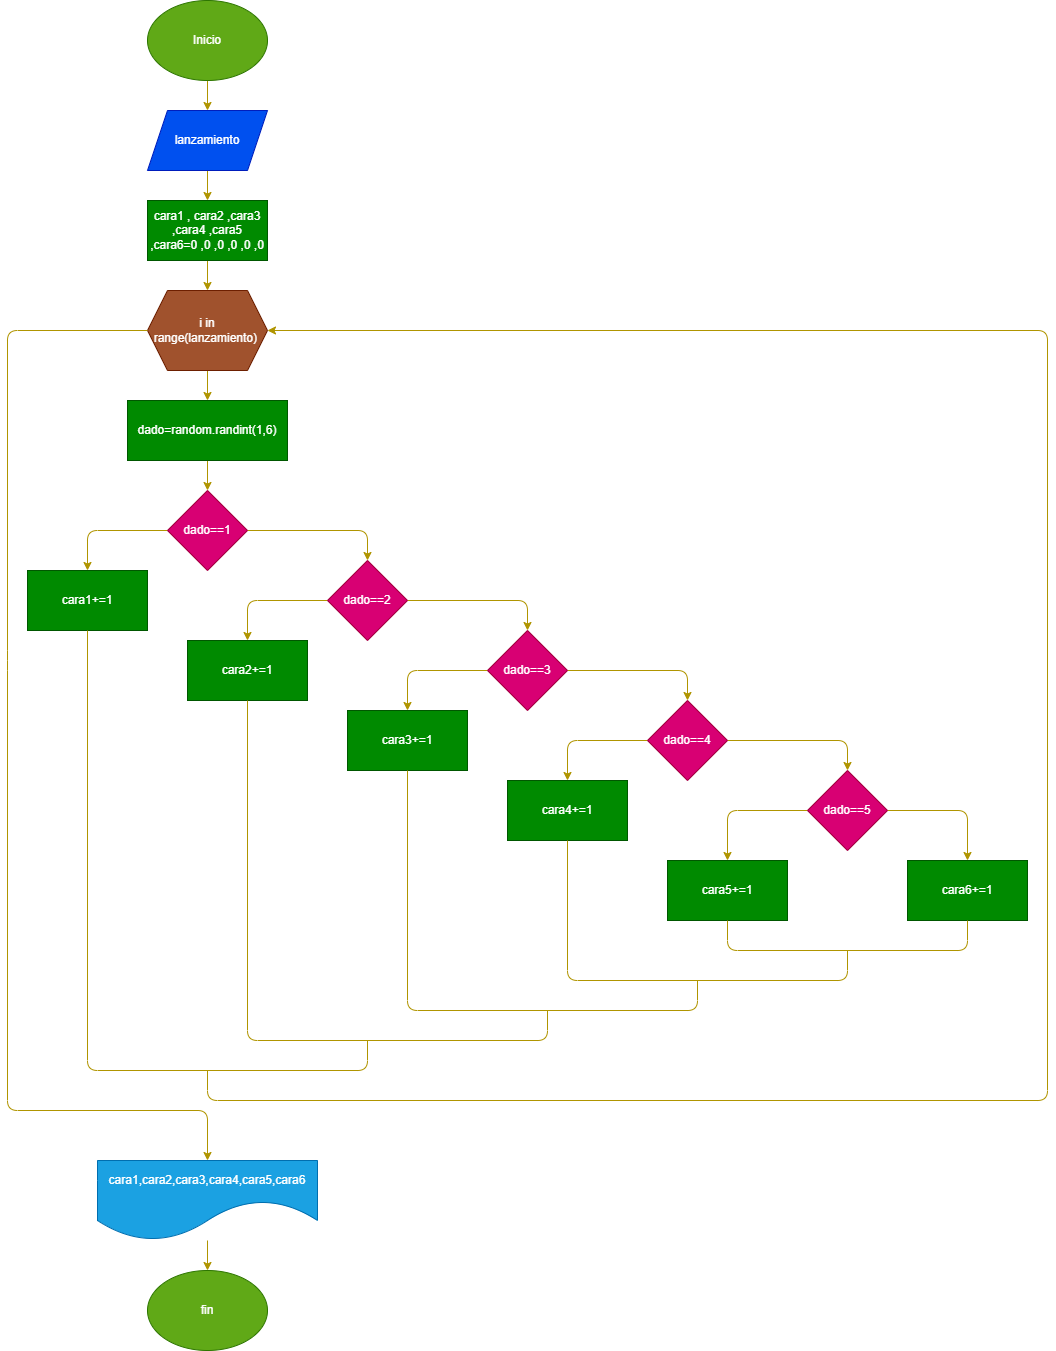 Inicio
lanzamiento
cara1 , cara2 ,cara3
,cara4 ,cara5
,cara6=0 ,0 ,0 ,0 ,0 ,0
i in
range(lanzamiento)
dado=random.randint(1,6)
dado==1
cara1+=1
dado==2
cara2+=1
dado==3
cara3+=1
dado==4
cara4+=1
dado==5
cara5+=1
cara6+=1
cara1,cara2,cara3,cara4,cara5,cara6
fin